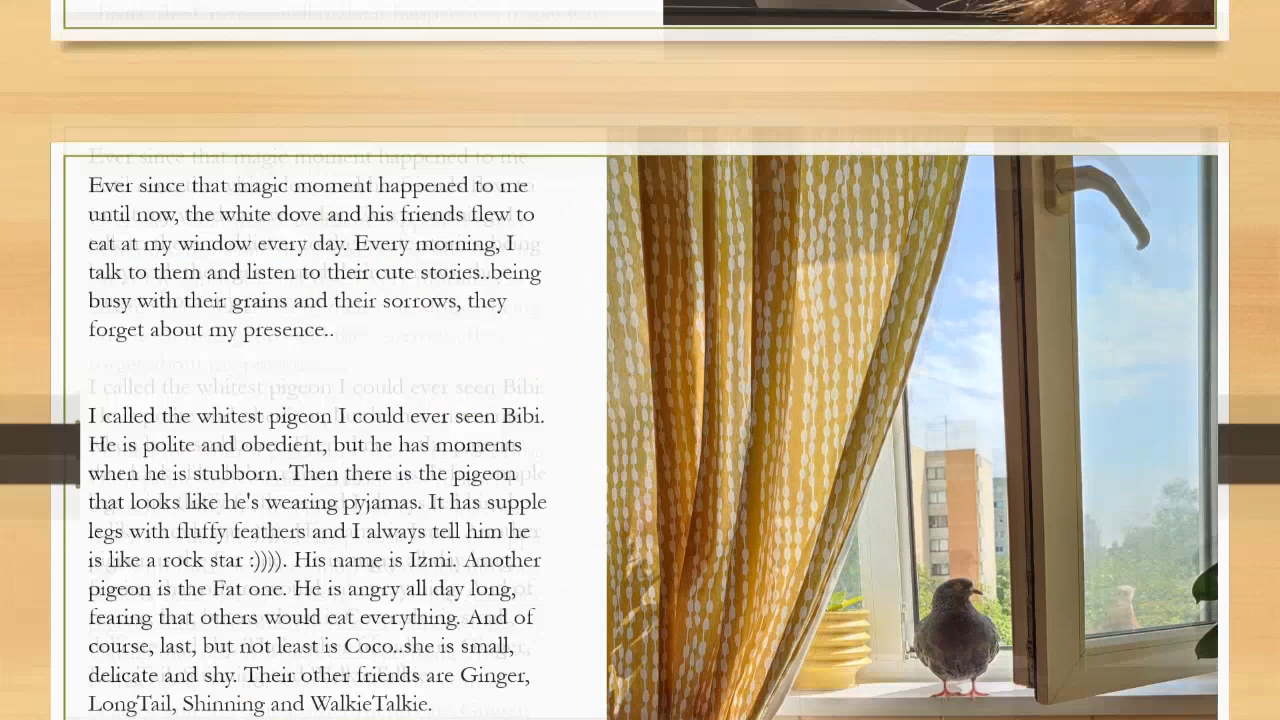 Ever since that magic moment happened to me
until now, the white dove and his friends flew to
eat at my window every day. Every morning, I
talk to them and listen to their cute stories..being
busy with their grains and their sorrows, they
forget about my presence..
I called the whitest pigeon I could ever seen Bibi.
He is polite and obedient, but he has moments
when he is stubborn. Then there is the pigeon
that looks like he's wearing pyjamas. It has supple
legs with fluffy feathers and I always tell him he
is like a rock star :)))). His name is Izmi. Another
pigeon is the Fat one. He is angry all day long,
fearing that others would eat everything. And of
course, last, but not least is Coco..she is small,
delicate and shy. Their other friends are Ginger,
LongTail, Shinning and WalkieTalkie.